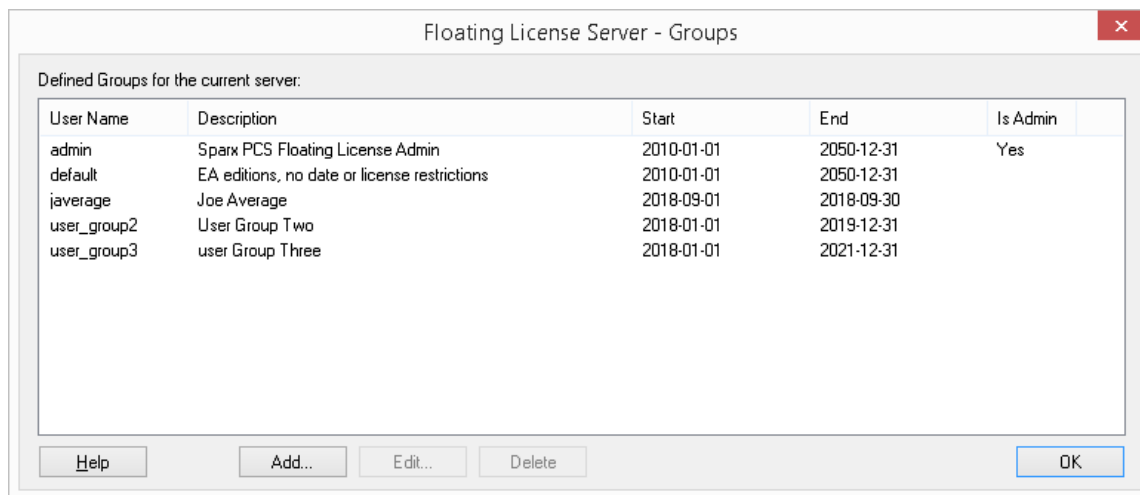 Floating License Server - Groups
Defined Groups for the current server:
User Name Description Start End Is Admin
admin Sparx PCS Floating License Admin 2010-01-01 2050-12-31 Yes
default EA editions, no date or license restrictions 2010-01-01 2050-12-31
javerage Joe Average 2018-09-01 2018-09-30
user_group2 User Group Two 2018-01-01 2019-12-31
user_group3 user Group Three 2018-01-01 2021-12-31
Help Add... Edit... Delete OK